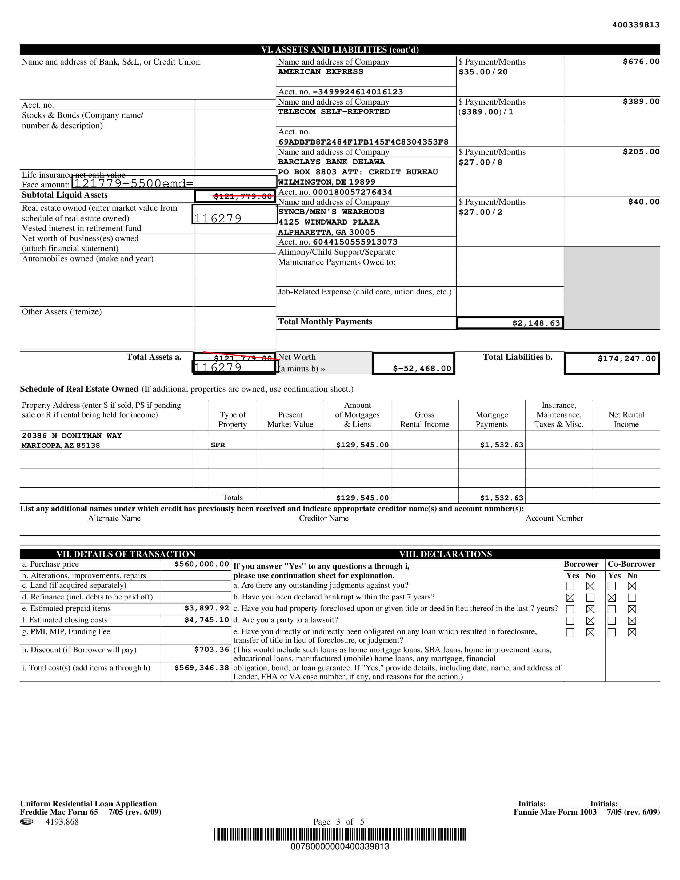 400339813
VI. ASSETS AND LIABILITIES (cont'd)
Name and address of Bank, S&L, or Credit Union
Name and address of Company
$ Payment/Months
$676.00
AMERICAN EXPRESS
$35.00/20
Acct. no. -3499924614016123
Acct. no.
Name and address of Company
$ Payment/Months
$389.00
Stocks & Bonds (Company name/
number & description)
TELECOM SELF-REPORTED
($389.00)/1
Acct. no.
69ADBFB8F2484F1FB145F4C8304353F8
Name and address of Company
$ Payment/Months
$205.00
BARCLAYS BANK DELAWA
$27.00/8
PO BOX 8803 ATT: CREDIT BUREAU
WILMINGTON, DE 19899
Life insurance net cash value
Face amount: 121779-5500emd=
Acct. no. 000180057276434
Subtotal Liquid Assets
$121,779.00
Name and address of Company
$ Payment/Months
$40.00
Real estate owned (enter market value from
schedule of real estate owned)
116279
SYNCB/MEN'S WEARHOUS
$27.00/2
4125 WINDWARD PLAZA
Vested interest in retirement fund
ALPHARETTA, GA 30005
Net worth of business(es) owned
(attach financial statement)
Acct. no. 6044150555913073
Automobiles owned (make and year)
Alimony/Child Support/Separate
Maintenance Payments Owed to:
Job-Related Expense (child care, union dues, etc.)
Other Assets (itemize)
Total Monthly Payments
$2,148.63
Total Assets a.
$121,779.00
116279
Net Worth
(a minus b) »
$-52,468.00
Total Liabilities b.
$174,247.00
Schedule of Real Estate Owned (If additional properties are owned, use continuation sheet.)
Property Address (enter S if sold, PS if pending
sale or R if rental being held for income)
Type of
Property
Present
Market Value
Amount
of Mortgages
& Liens
Gross
Rental Income
Mortgage
Payments
Insurance,
Maintenance,
Taxes & Misc.
Net Rental
Income
20386 N DONITHAN WAY
MARICOPA, AZ 85138
SFR
$129,545.00
$1,532.63
Totals
$129,545.00
$1,532.63
List any additional names under which credit has previously been received and indicate appropriate creditor name(s) and account number(s):
Alternate Name
Creditor Name
Account Number
VII. DETAILS OF TRANSACTION
VIII. DECLARATIONS
a. Purchase price
$560,000.00
If you answer "Yes" to any questions a through i,
please use continuation sheet for explanation.
Borrower
Co-Borrower
b. Alterations, improvements, repairs
Yes No
Yes No
c. Land (if acquired separately)
a. Are there any outstanding judgments against you?
☐ ☒
☐ ☒
d. Refinance (incl. debts to be paid off)
b. Have you been declared bankrupt within the past 7 years?
☒ ☐
☒ ☐
e. Estimated prepaid items
$3,897.92
c. Have you had property foreclosed upon or given title or deed in lieu thereof in the last 7 years?
☐ ☒
☐ ☒
f. Estimated closing costs
$4,745.10
d. Are you a party to a lawsuit?
☐ ☒
☐ ☒
g. PMI, MIP, Funding Fee
e. Have you directly or indirectly been obligated on any loan which resulted in foreclosure,
transfer of title in lieu of foreclosure, or judgment?
☐ ☒
☐ ☒
h. Discount (if Borrower will pay)
$703.36
(This would include such loans as home mortgage loans, SBA loans, home improvement loans,
educational loans, manufactured (mobile) home loans, any mortgage, financial
i. Total cost(s) (add items a through h)
$569,346.38
obligation, bond, or loan guarantee. If "Yes," provide details, including date, name, and address of
Lender, FHA or VA case number, if any, and reasons for the action.)
Uniform Residential Loan Application
Freddie Mac Form 65 7/05 (rev. 6/09)
4193.868
Page 3 of 5
Initials:
Initials:
Fannie Mae Form 1003 7/05 (rev. 6/09)
00780000000400339813